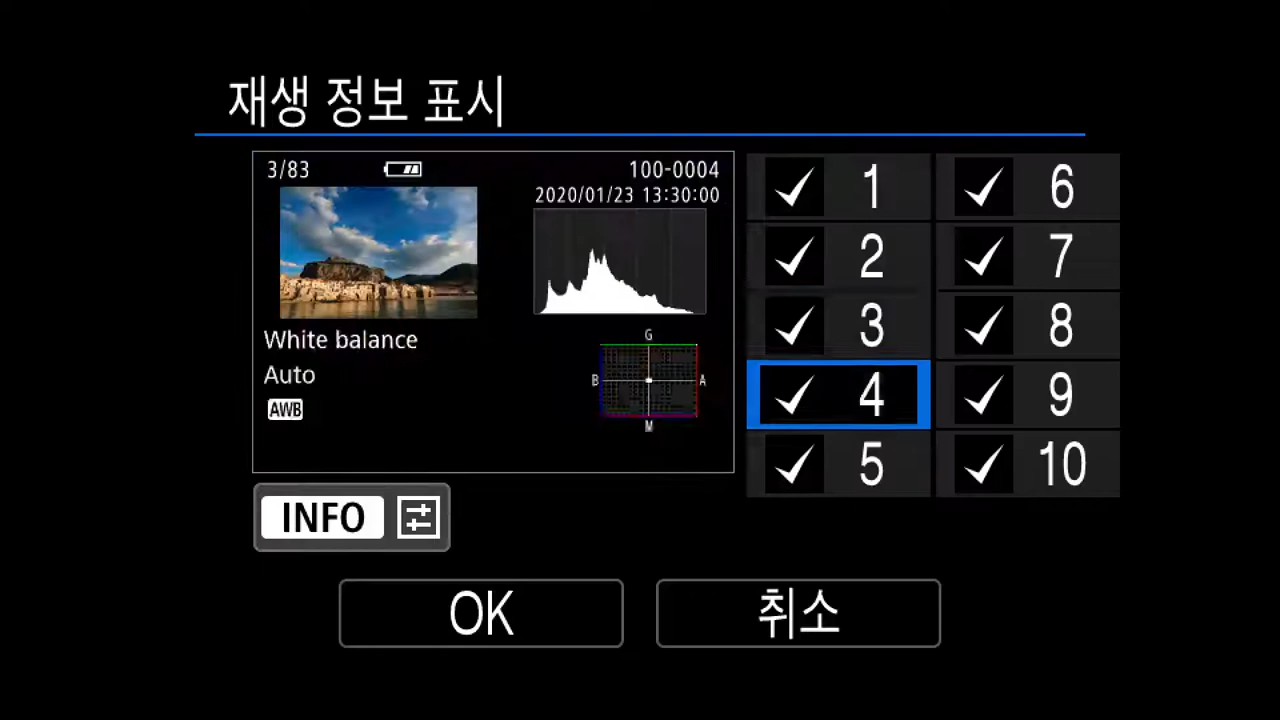 재생 정보 표시
3/83 100-0004
2020/01/23 13:30:00
White balance
Auto
AWB
G
B A
M
1 6
2 7
3 8
4 9
5 10
INFO
OK 취소